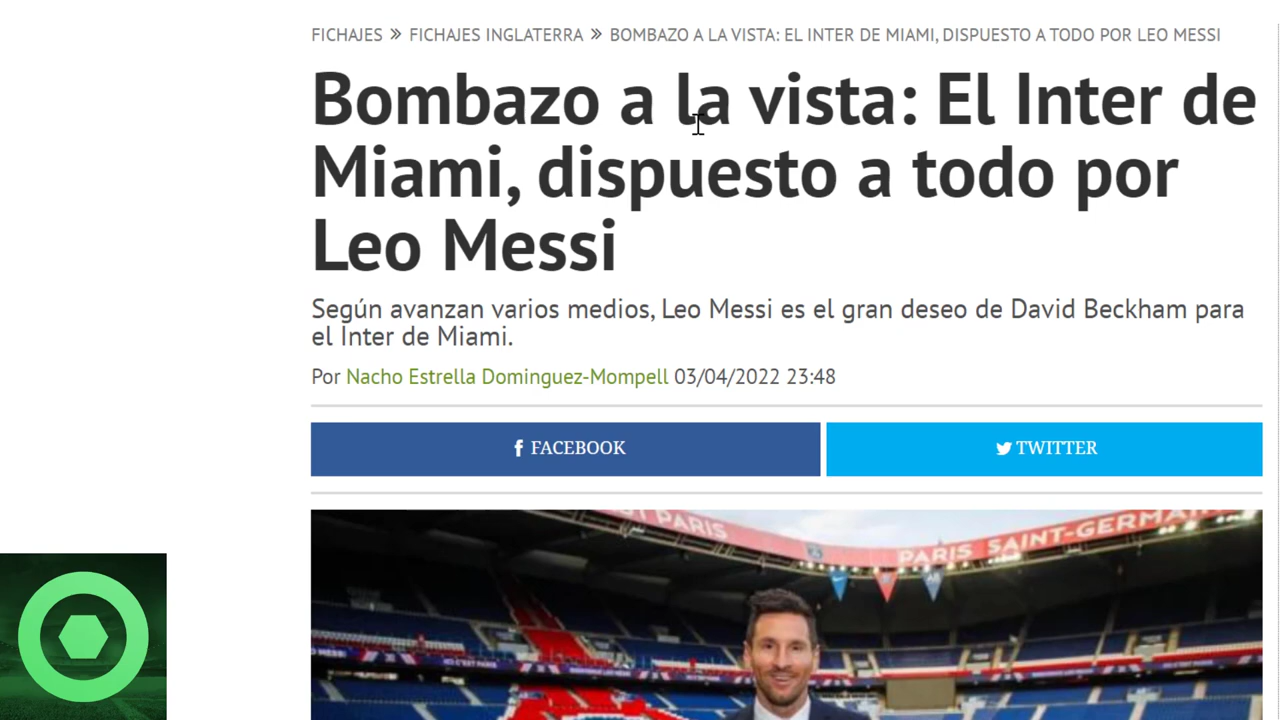 FICHAJES » FICHAJES INGLATERRA » BOMBAZO A LA VISTA: EL INTER DE MIAMI, DISPUESTO A TODO POR LEO MESSI
Bombazo a la vista: El Inter de
Miami, dispuesto a todo por
Leo Messi
Según avanzan varios medios, Leo Messi es el gran deseo de David Beckham para
el Inter de Miami.
Por Nacho Estrella Dominguez-Mompell 03/04/2022 23:48
FACEBOOK
TWITTER
PARIS
PARIS SAINT-GERMAIN